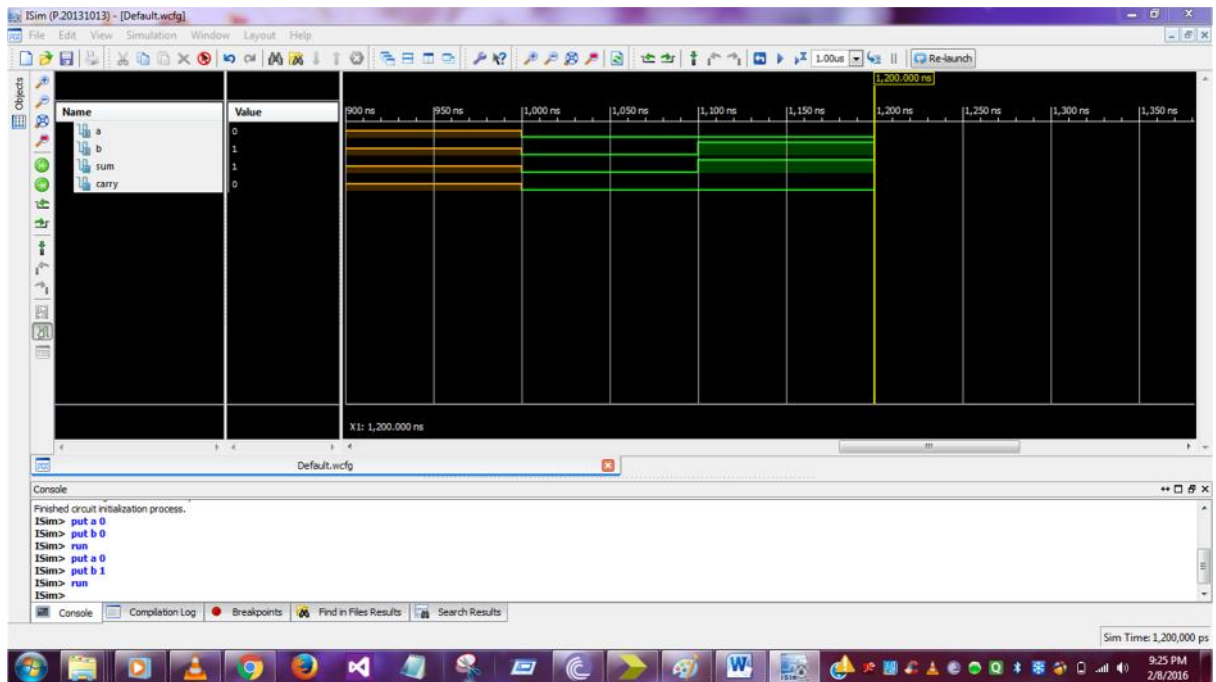 ISim (P.20131013) - [Default.wcfg]
File Edit View Simulation Window Layout Help
1.00us Re-launch
Objects
1,200.000 ns
Name Value 900 ns 950 ns 1,000 ns 1,050 ns 1,100 ns 1,150 ns 1,200 ns 1,250 ns 1,300 ns 1,350 ns
a 0
b 1
sum 1
carry 0
X1: 1,200.000 ns
Default.wcfg
Console
Finished circuit initialization process.
ISim> put a 0
ISim> put b 0
ISim> run
ISim> put a 0
ISim> put b 1
ISim> run
ISim>
Console Compilation Log Breakpoints Find in Files Results Search Results
Sim Time: 1,200,000 ps
9:25 PM
2/8/2016